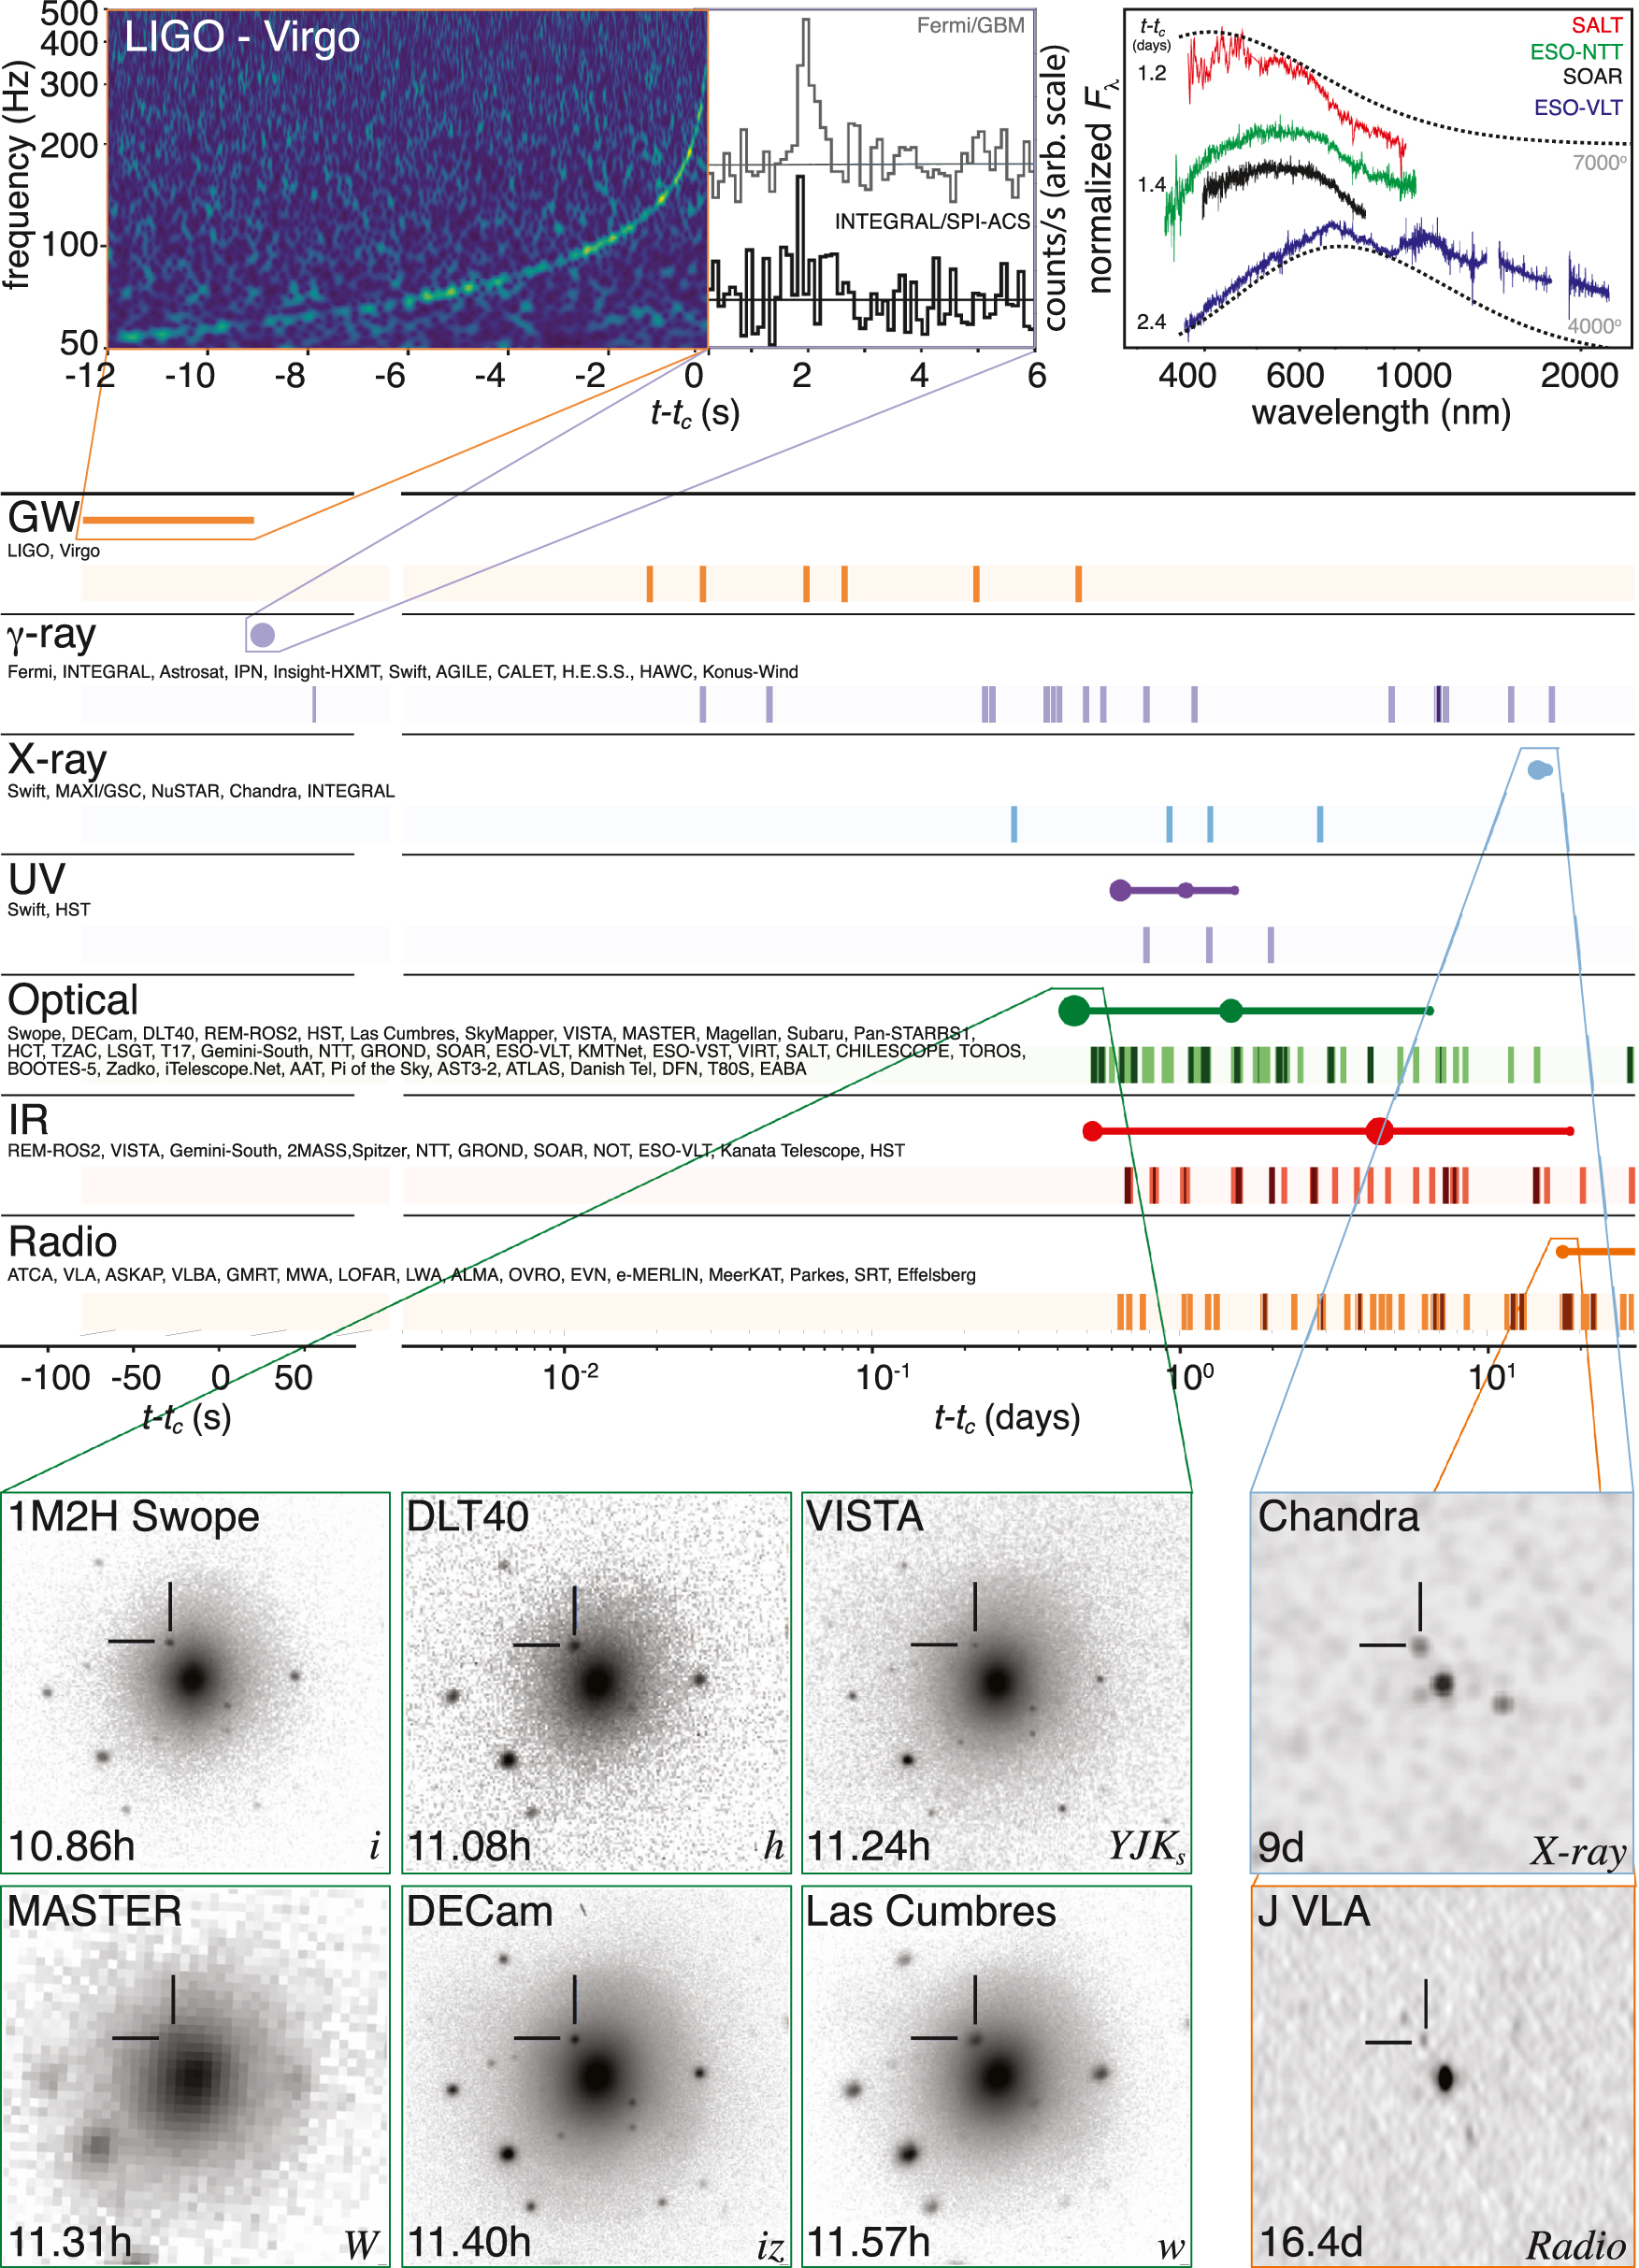 LIGO - Virgo
frequency (Hz)
500
400
300
200
100
50
-12 -10 -8 -6 -4 -2 0 2 4 6
t-tc (s)
Fermi/GBM
INTEGRAL/SPI-ACS
counts/s (arb. scale)
normalized Fλ
t-tc
(days)
1.2
1.4
2.4
SALT
ESO-NTT
SOAR
ESO-VLT
7000º
4000º
400 600 1000 2000
wavelength (nm)
GW
LIGO, Virgo
γ-ray
Fermi, INTEGRAL, Astrosat, IPN, Insight-HXMT, Swift, AGILE, CALET, H.E.S.S., HAWC, Konus-Wind
X-ray
Swift, MAXI/GSC, NuSTAR, Chandra, INTEGRAL
UV
Swift, HST
Optical
Swope, DECam, DLT40, REM-ROS2, HST, Las Cumbres, SkyMapper, VISTA, MASTER, Magellan, Subaru, Pan-STARRS1,
HCT, TZAC, LSGT, T17, Gemini-South, NTT, GROND, SOAR, ESO-VLT, KMTNet, ESO-VST, VIRT, SALT, CHILESCOPE, TOROS,
BOOTES-5, Zadko, iTelescope.Net, AAT, Pi of the Sky, AST3-2, ATLAS, Danish Tel, DFN, T80S, EABA
IR
REM-ROS2, VISTA, Gemini-South, 2MASS,Spitzer, NTT, GROND, SOAR, NOT, ESO-VLT, Kanata Telescope, HST
Radio
ATCA, VLA, ASKAP, VLBA, GMRT, MWA, LOFAR, LWA, ALMA, OVRO, EVN, e-MERLIN, MeerKAT, Parkes, SRT, Effelsberg
-100 -50 0 50 10⁻² 10⁻¹ 10⁰ 10¹
t-tc (s) t-tc (days)
1M2H Swope
10.86h i
DLT40
11.08h h
VISTA
11.24h YJKs
Chandra
9d X-ray
MASTER
11.31h W
DECam
11.40h iz
Las Cumbres
11.57h w
J VLA
16.4d Radio